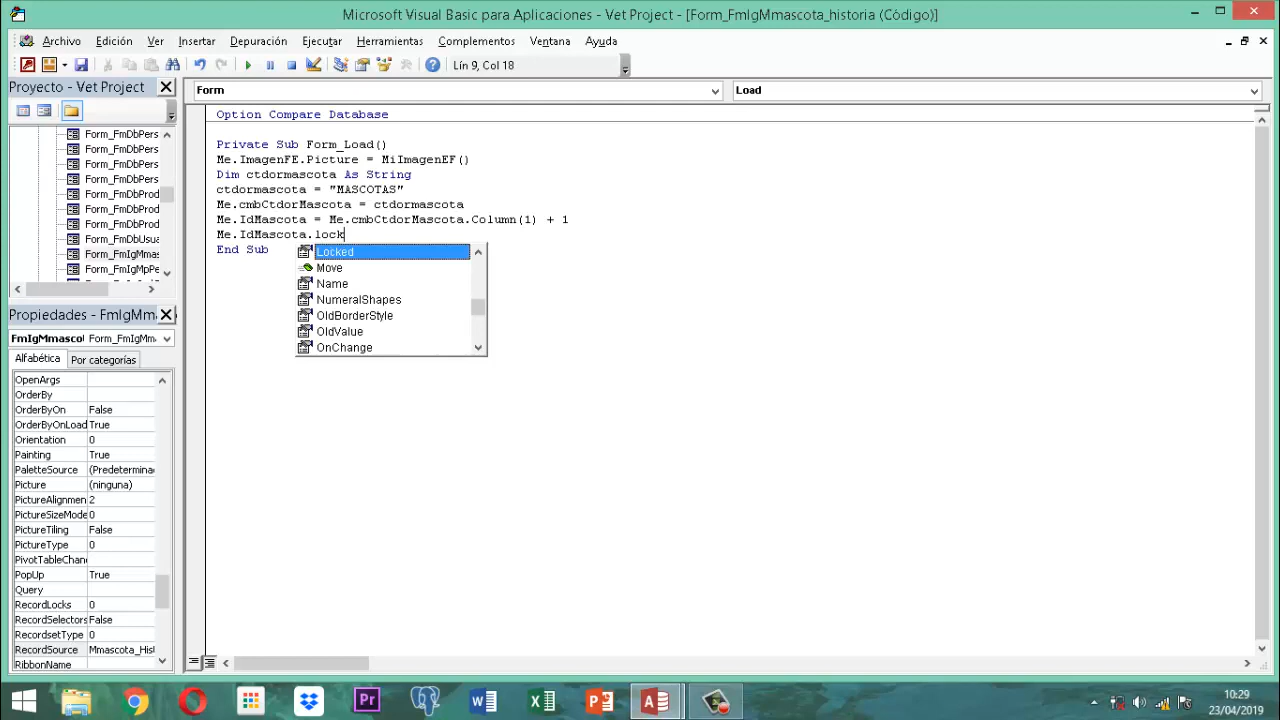 Microsoft Visual Basic para Aplicaciones - Vet Project - [Form_FmIgMmascota_historia (Código)]
Archivo Edición Ver Insertar Depuración Ejecutar Herramientas Complementos Ventana Ayuda
Lín 9, Col 18
Proyecto - Vet Project
Form_FmDbPers
Form_FmDbPers
Form_FmDbPers
Form_FmDbPers
Form_FmDbProd
Form_FmDbProd
Form_FmDbProd
Form_FmDbUsua
Form_FmIgMmas
Form_FmIgMpPe
Propiedades - FmIgMmasc
FmIgMmascot Form_FmIgMm
Alfabética Por categorías
OpenArgs
OrderBy
OrderByOn False
OrderByOnLoad True
Orientation 0
Painting True
PaletteSource (Predetermina
Picture (ninguna)
PictureAlignmen 2
PictureSizeMode 0
PictureTiling False
PictureType 0
PivotTableChan
PopUp True
Query
RecordLocks 0
RecordSelectors False
RecordsetType 0
RecordSource Mmascota_His
RibbonName
Form Load
Option Compare Database
Private Sub Form_Load()
Me.ImagenFE.Picture = MiImagenEF()
Dim ctdormascota As String
ctdormascota = "MASCOTAS"
Me.cmbCtdorMascota = ctdormascota
Me.IdMascota = Me.cmbCtdorMascota.Column(1) + 1
Me.IdMascota.lock
End Sub
Locked
Move
Name
NumeralShapes
OldBorderStyle
OldValue
OnChange
Pr
10:29
23/04/2019